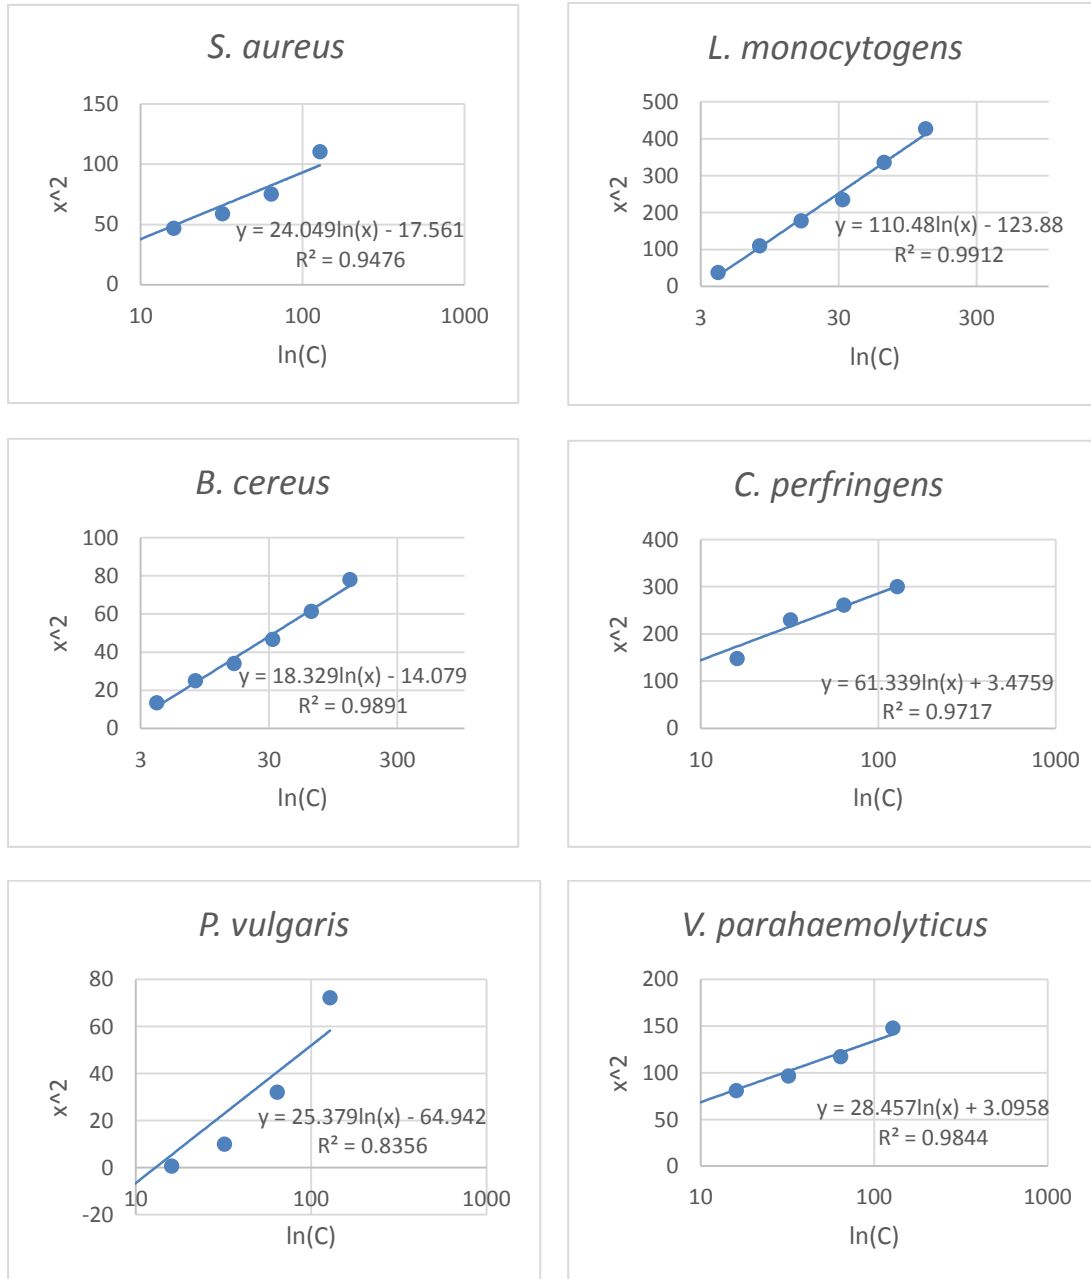 S. aureus
150
100
50
0
x^2
y = 24.049ln(x) - 17.561
R² = 0.9476
10 100 1000
ln(C)
L. monocytogens
500
400
300
200
100
0
x^2
y = 110.48ln(x) - 123.88
R² = 0.9912
3 30 300
ln(C)
B. cereus
100
80
60
40
20
0
x^2
y = 18.329ln(x) - 14.079
R² = 0.9891
3 30 300
ln(C)
C. perfringens
400
300
200
100
0
x^2
y = 61.339ln(x) + 3.4759
R² = 0.9717
10 100 1000
ln(C)
P. vulgaris
80
60
40
20
0
-20
x^2
y = 25.379ln(x) - 64.942
R² = 0.8356
10 100 1000
ln(C)
V. parahaemolyticus
200
150
100
50
0
x^2
y = 28.457ln(x) + 3.0958
R² = 0.9844
10 100 1000
ln(C)